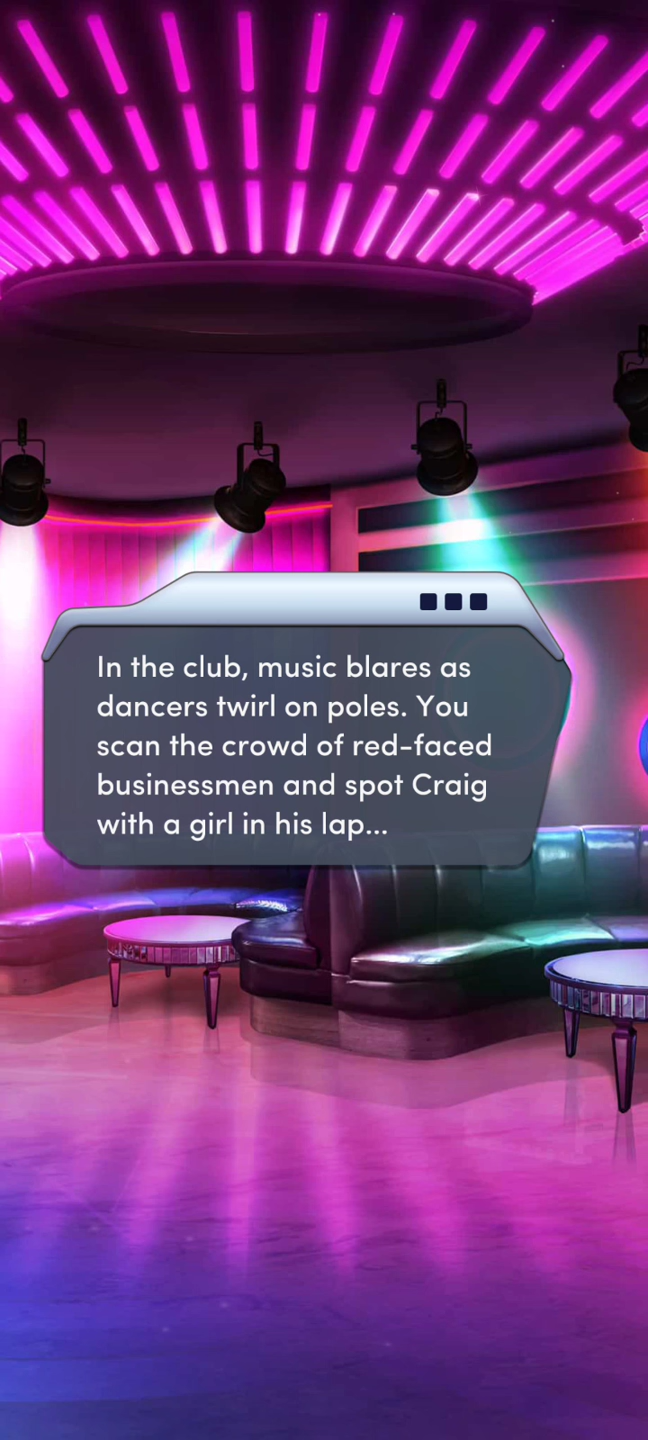 In the club, music blares as
dancers twirl on poles. You
scan the crowd of red-faced
businessmen and spot Craig
with a girl in his lap...